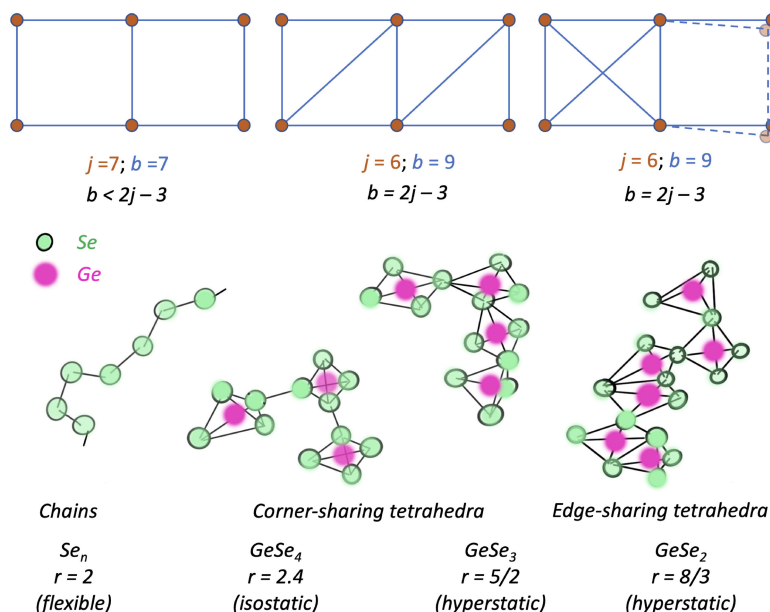 j =7; b =7
j = 6; b = 9
j = 6; b = 9
b < 2j – 3
b = 2j – 3
b = 2j – 3
Se
Ge
Chains
Corner-sharing tetrahedra
Edge-sharing tetrahedra
Seₙ
GeSe₄
GeSe₃
GeSe₂
r = 2
r = 2.4
r = 5/2
r = 8/3
(flexible)
(isostatic)
(hyperstatic)
(hyperstatic)